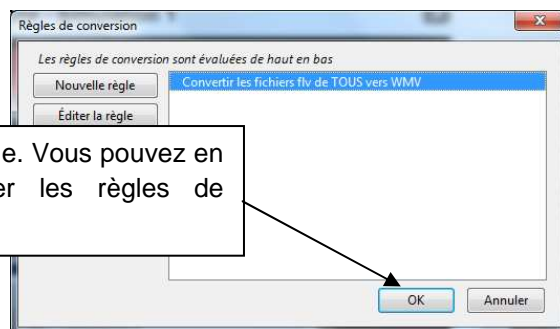 Règles de conversion
Les règles de conversion sont évaluées de haut en bas
Nouvelle règle
Convertir les fichiers flv de TOUS vers WMV
Éditer la règle
e. Vous pouvez en
er les règles de
OK
Annuler